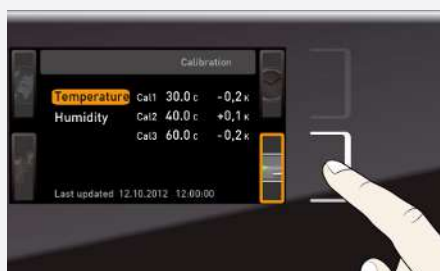 Calibration
Temperature Cal1 30.0 c -0,2 K
Humidity Cal2 40.0 c +0,1 K
Cal3 60.0 c -0,2 K
Last updated 12.10.2012 12:00:00